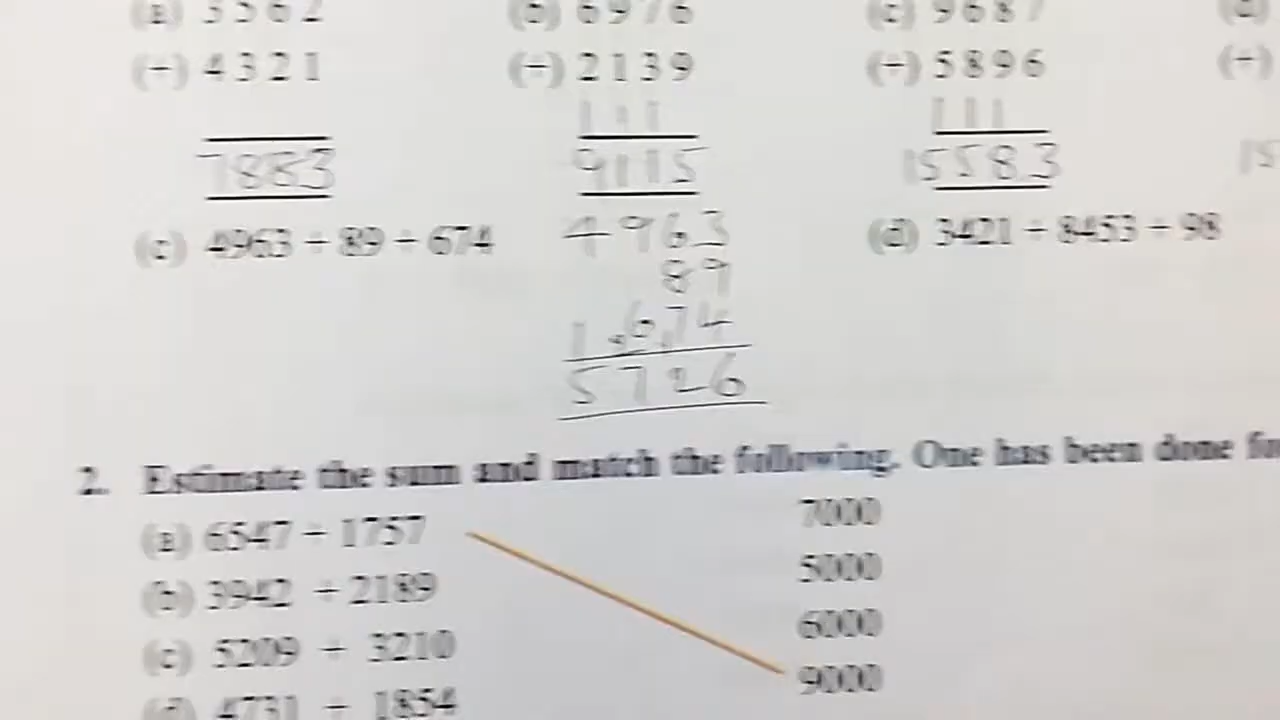 (a) 3562 (b) 6976 (c) 9687
(+) 4321 (+) 2139 (+) 5896 (+)
111 111
7883 9115 15583 15
(c) 4963 + 89 + 674 4963 (d) 3421 + 8453 + 98
89
1 674
5726
2. Estimate the sum and match the following. One has been done
(a) 6547 + 1757 7000
(b) 3942 + 2189 5000
(c) 5209 + 3210 6000
(d) 4731 + 1854 9000